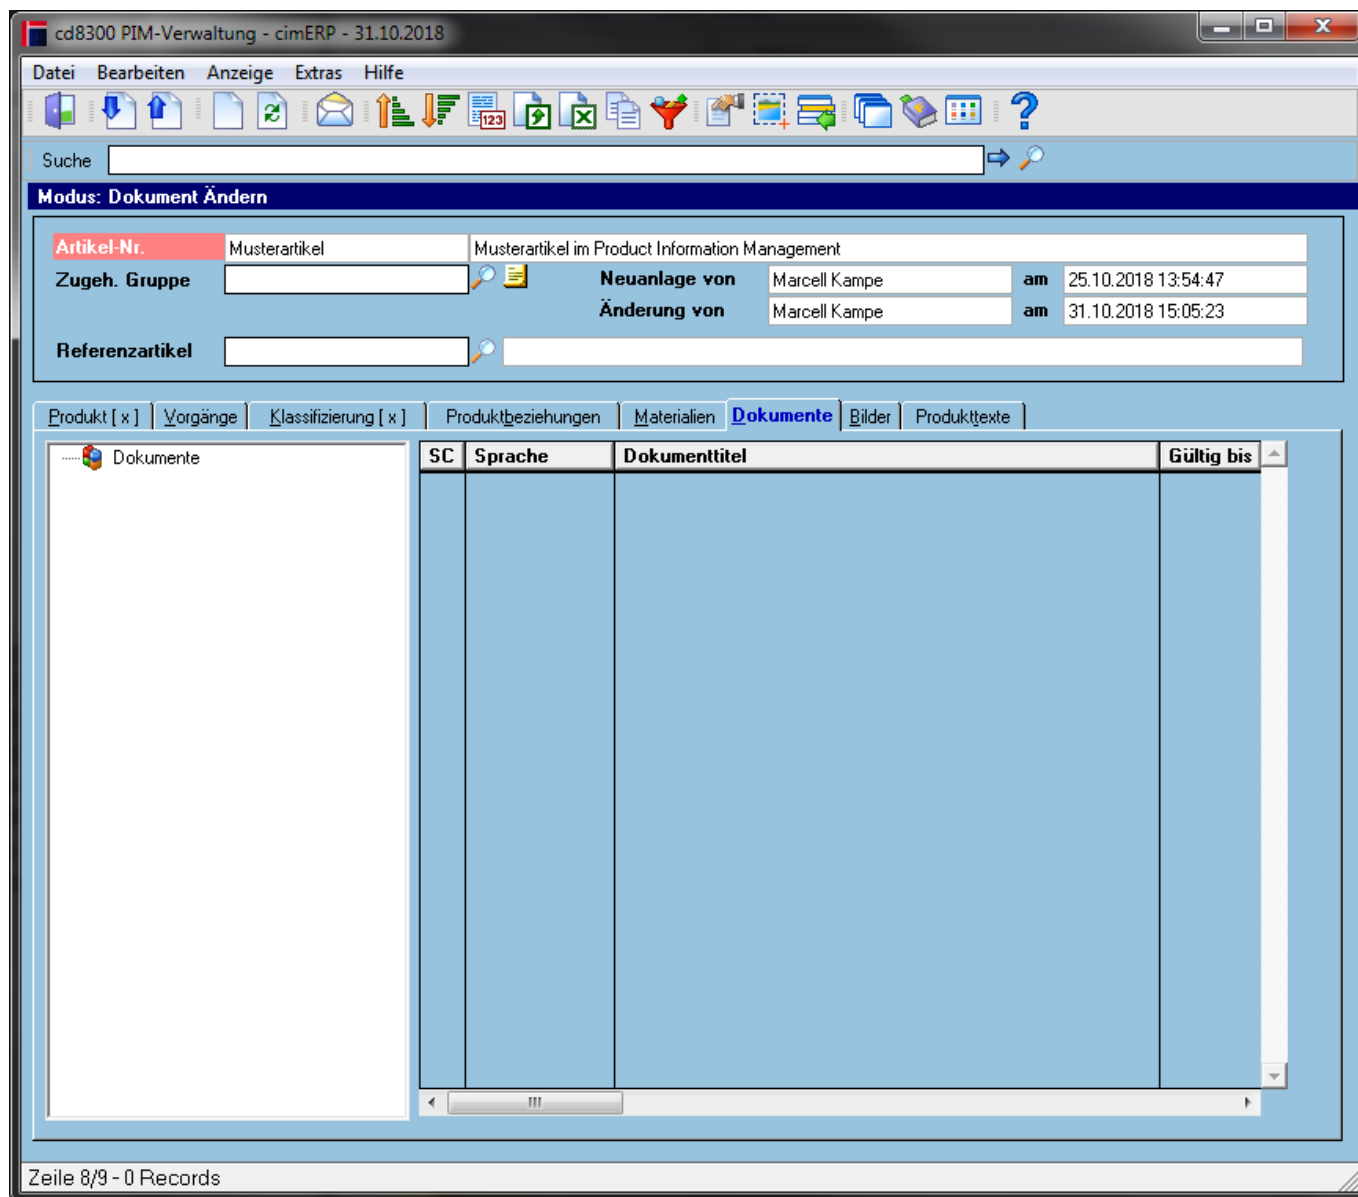 cd8300 PIM-Verwaltung - cimERP - 31.10.2018
Datei Bearbeiten Anzeige Extras Hilfe
123
Suche
Modus: Dokument Ändern
Artikel-Nr. Musterartikel Musterartikel im Product Information Management
Zugeh. Gruppe Neuanlage von Marcell Kampe am 25.10.2018 13:54:47
Änderung von Marcell Kampe am 31.10.2018 15:05:23
Referenzartikel
Produkt [ x ] Vorgänge Klassifizierung [ x ] Produktbeziehungen Materialien Dokumente Bilder Produkttexte
Dokumente SC Sprache Dokumenttitel Gültig bis
Zeile 8/9 - 0 Records